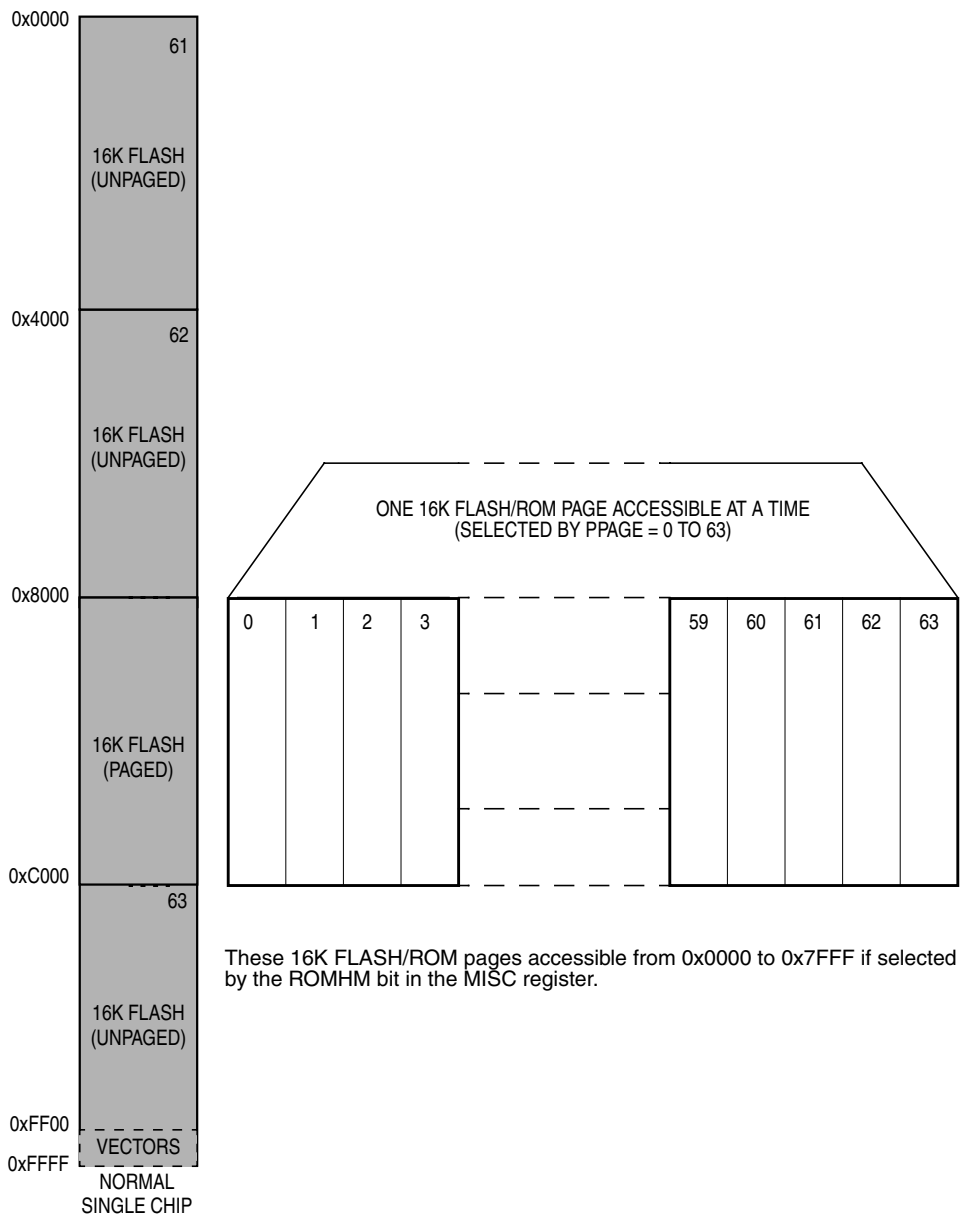 0x0000
61
16K FLASH
(UNPAGED)
0x4000
62
16K FLASH
(UNPAGED)
ONE 16K FLASH/ROM PAGE ACCESSIBLE AT A TIME
(SELECTED BY PPAGE = 0 TO 63)
0x8000
0 1 2 3 59 60 61 62 63
16K FLASH
(PAGED)
0xC000
63
These 16K FLASH/ROM pages accessible from 0x0000 to 0x7FFF if selected
by the ROMHM bit in the MISC register.
16K FLASH
(UNPAGED)
0xFF00
VECTORS
0xFFFF
NORMAL
SINGLE CHIP